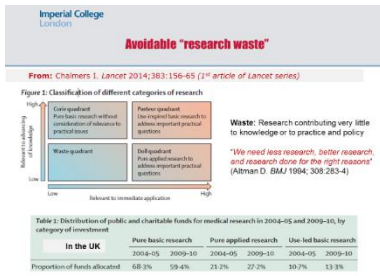 Imperial College
London
Avoidable "research waste"
From: Chalmers I. Lancet 2014;383:156-65 (1st article of Lancet series)
Figure 1: Classification of different categories of research
High
Curie quadrant
Pure basic research without
consideration of relevance to
practical issues
Pasteur quadrant
Use-inspired basic research to
address important practical
questions
Relevant to advancing
of knowledge
Waste quadrant
Doll quadrant
Pure applied research to
address important practical
questions
Low
Low
Relevant to immediate application
High
Waste: Research contributing very little
to knowledge or to practice and policy
"We need less research, better research,
and research done for the right reasons"
(Altman D. BMJ 1994; 308:283-4)
Table 1: Distribution of public and charitable funds for medical research in 2004-05 and 2009-10, by
category of investment
In the UK
Pure basic research Pure applied research Use-led basic research
2004-05 2009-10 2004-05 2009-10 2004-05 2009-10
Proportion of funds allocated 68·3% 59·4% 21·2% 27·2% 10·7% 13·3%